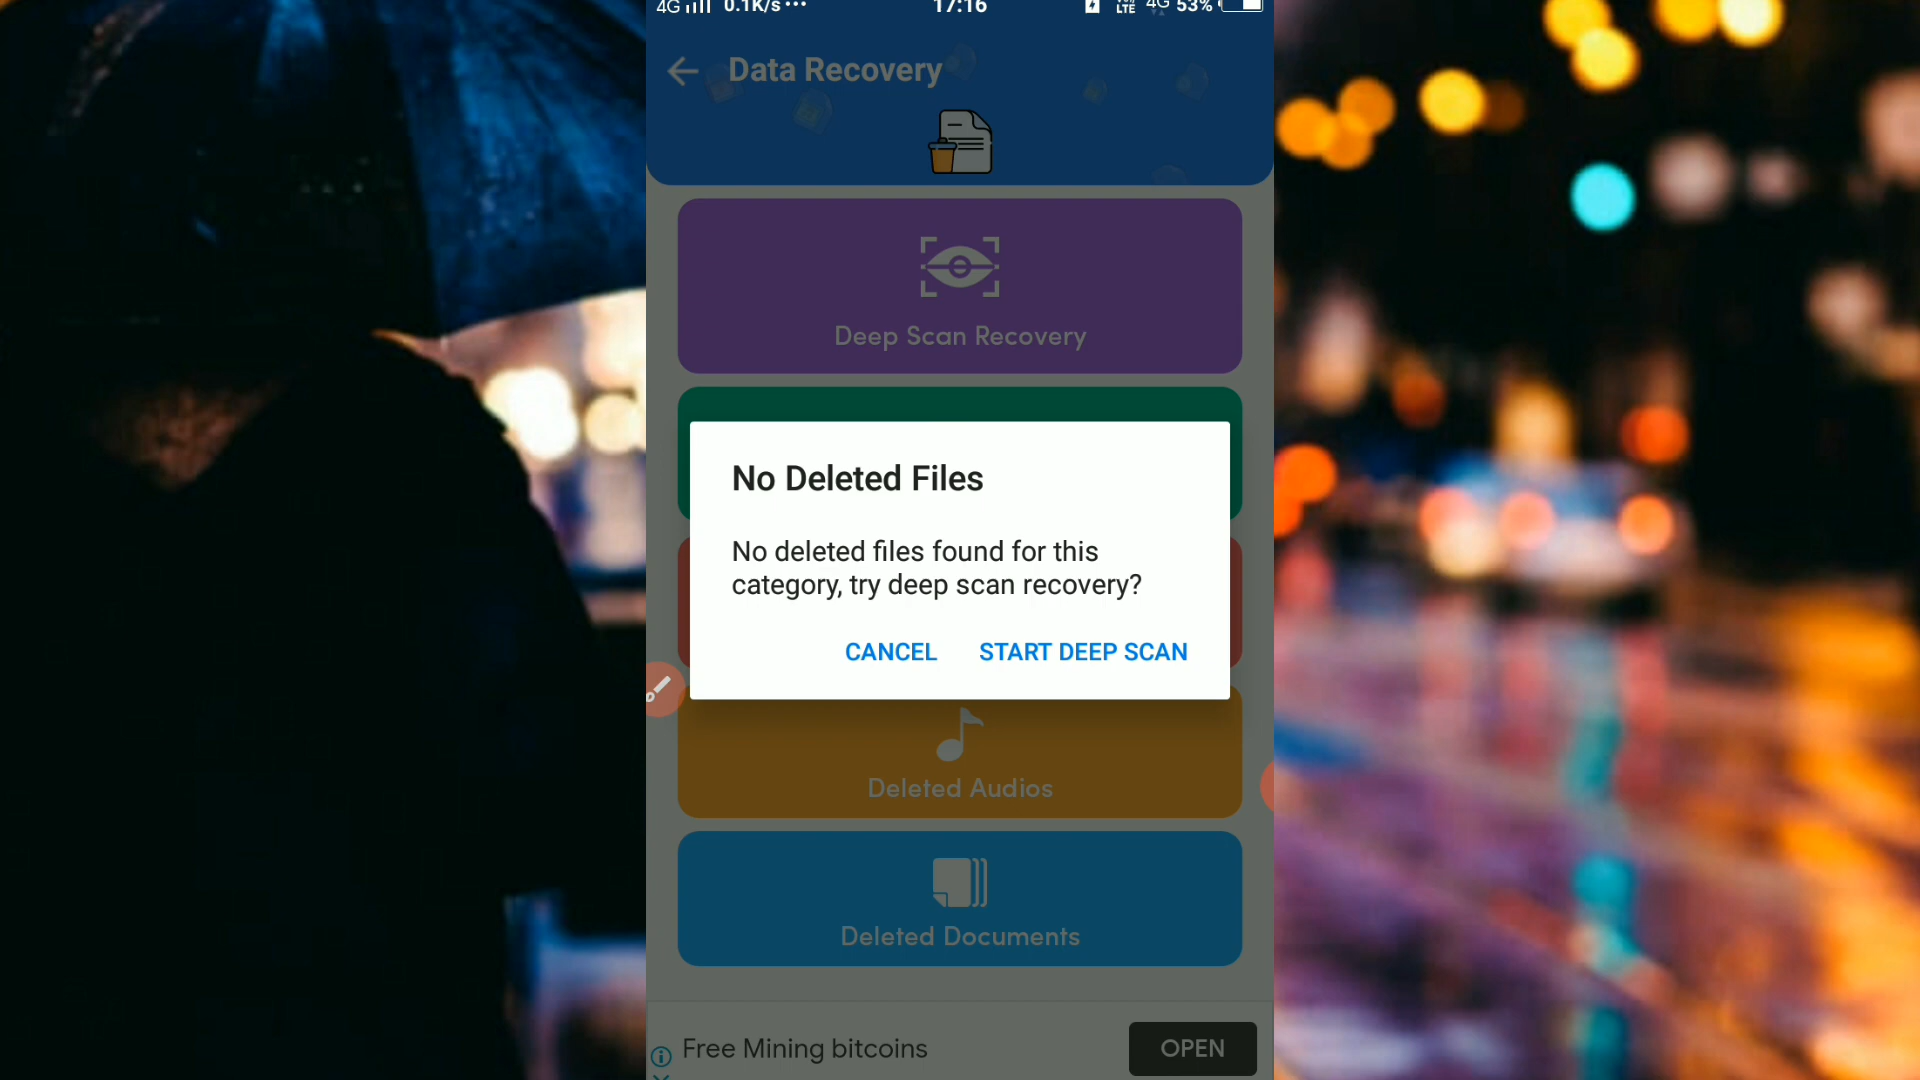 4G 0.1K/s ... 17:16 LTE 4G 53%
Data Recovery
Deep Scan Recovery
No Deleted Files
No deleted files found for this
category, try deep scan recovery?
CANCEL START DEEP SCAN
Deleted Audios
Deleted Documents
Free Mining bitcoins OPEN